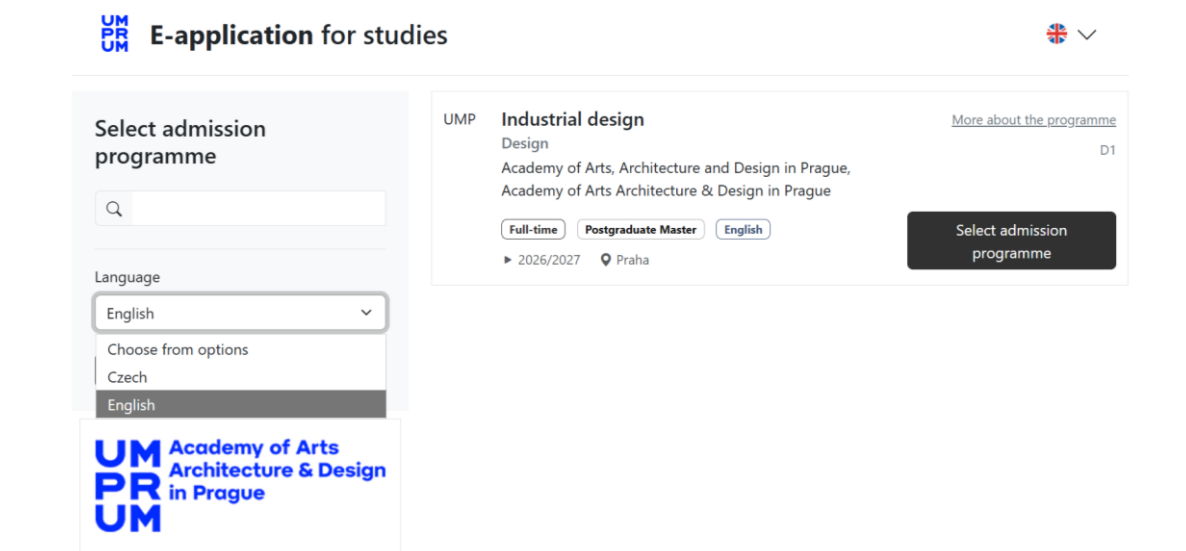 UM
PR
UM
E-application for studies
Select admission
programme
Language
English
Choose from options
Czech
English
UM
PR
UM
Academy of Arts
Architecture & Design
in Prague
UMP
Industrial design
Design
Academy of Arts, Architecture and Design in Prague,
Academy of Arts Architecture & Design in Prague
Full-time Postgraduate Master English
2026/2027 Praha
More about the programme
D1
Select admission
programme